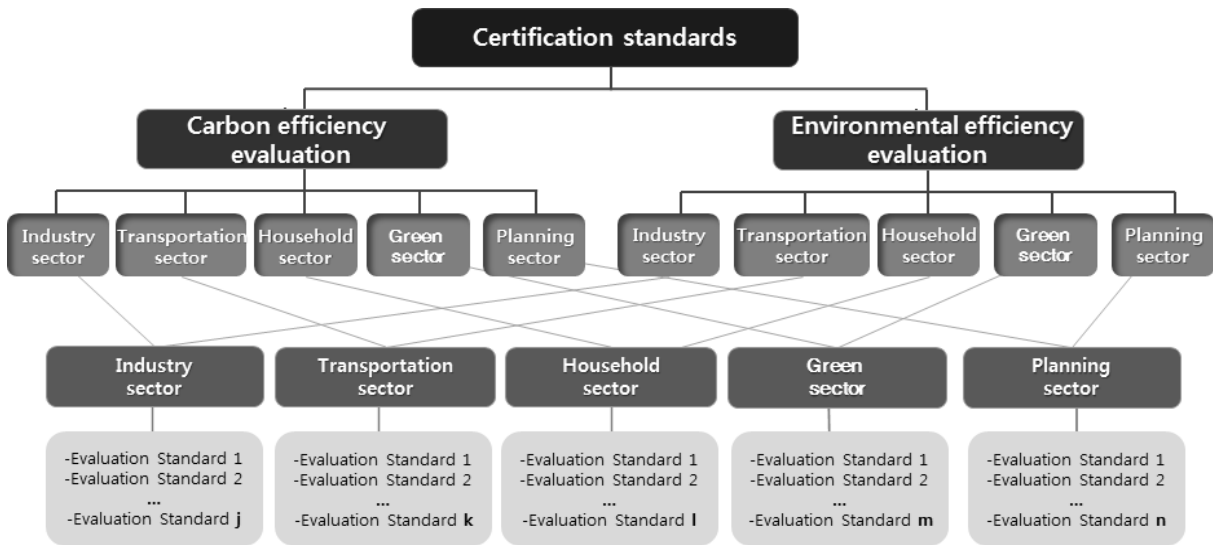 Certification standards
Carbon efficiency
evaluation
Environmental efficiency
evaluation
Industry
sector
Transportation
sector
Household
sector
Green
sector
Planning
sector
Industry
sector
Transportation
sector
Household
sector
Green
sector
Planning
sector
Industry
sector
Transportation
sector
Household
sector
Green
sector
Planning
sector
-Evaluation Standard 1
-Evaluation Standard 2
...
-Evaluation Standard j
-Evaluation Standard 1
-Evaluation Standard 2
...
-Evaluation Standard k
-Evaluation Standard 1
-Evaluation Standard 2
...
-Evaluation Standard l
-Evaluation Standard 1
-Evaluation Standard 2
...
-Evaluation Standard m
-Evaluation Standard 1
-Evaluation Standard 2
...
-Evaluation Standard n